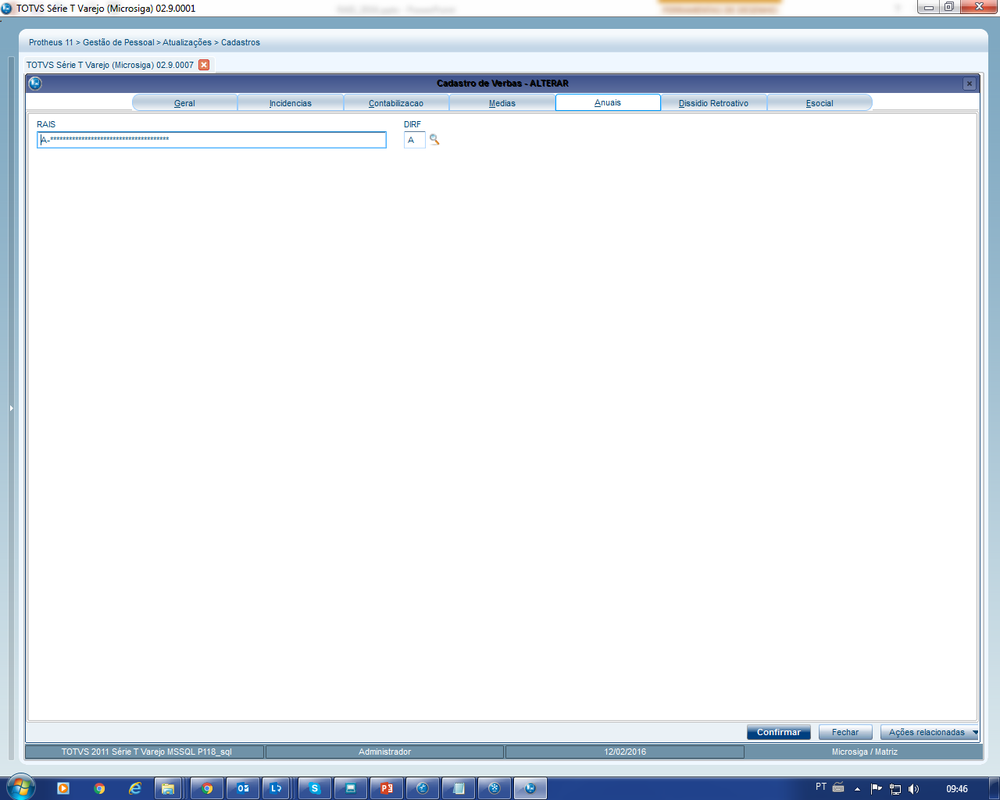 TOTVS Série T Varejo (Microsiga) 02.9.0001
Protheus 11 > Gestão de Pessoal > Atualizações > Cadastros
TOTVS Série T Varejo (Microsiga) 02.9.0007
Cadastro de Verbas - ALTERAR
Geral Incidencias Contabilizacao Medias Anuais Dissidio Retroativo Esocial
RAIS DIRF
A-************************************** A
Confirmar Fechar Ações relacionadas
TOTVS 2011 Série T Varejo MSSQL P118_sql Administrador 12/02/2016 Microsiga / Matriz
PT 09:46